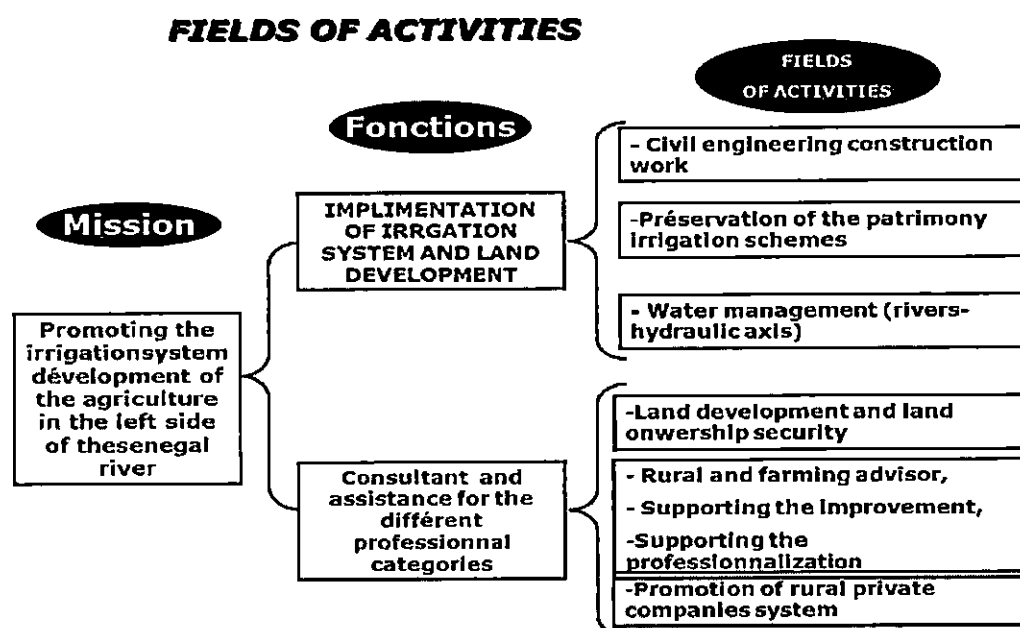 FIELDS OF ACTIVITIES
FIELDS
OF ACTIVITIES
Fonctions
Mission
Promoting the
irrigationsystem
dévelopment of
the agriculture
in the left side
of thesenegal
river
IMPLIMENTATION
OF IRRGATION
SYSTEM AND LAND
DEVELOPMENT
- Civil engineering construction
work
-Préservation of the patrimony
irrigation schemes
- Water management (rivers-
hydraulic axis)
Consultant and
assistance for the
différent
professionnal
categories
-Land development and land
onwership security
- Rural and farming advisor,
- Supporting the improvement,
-Supporting the
professionnalization
-Promotion of rural private
companies system